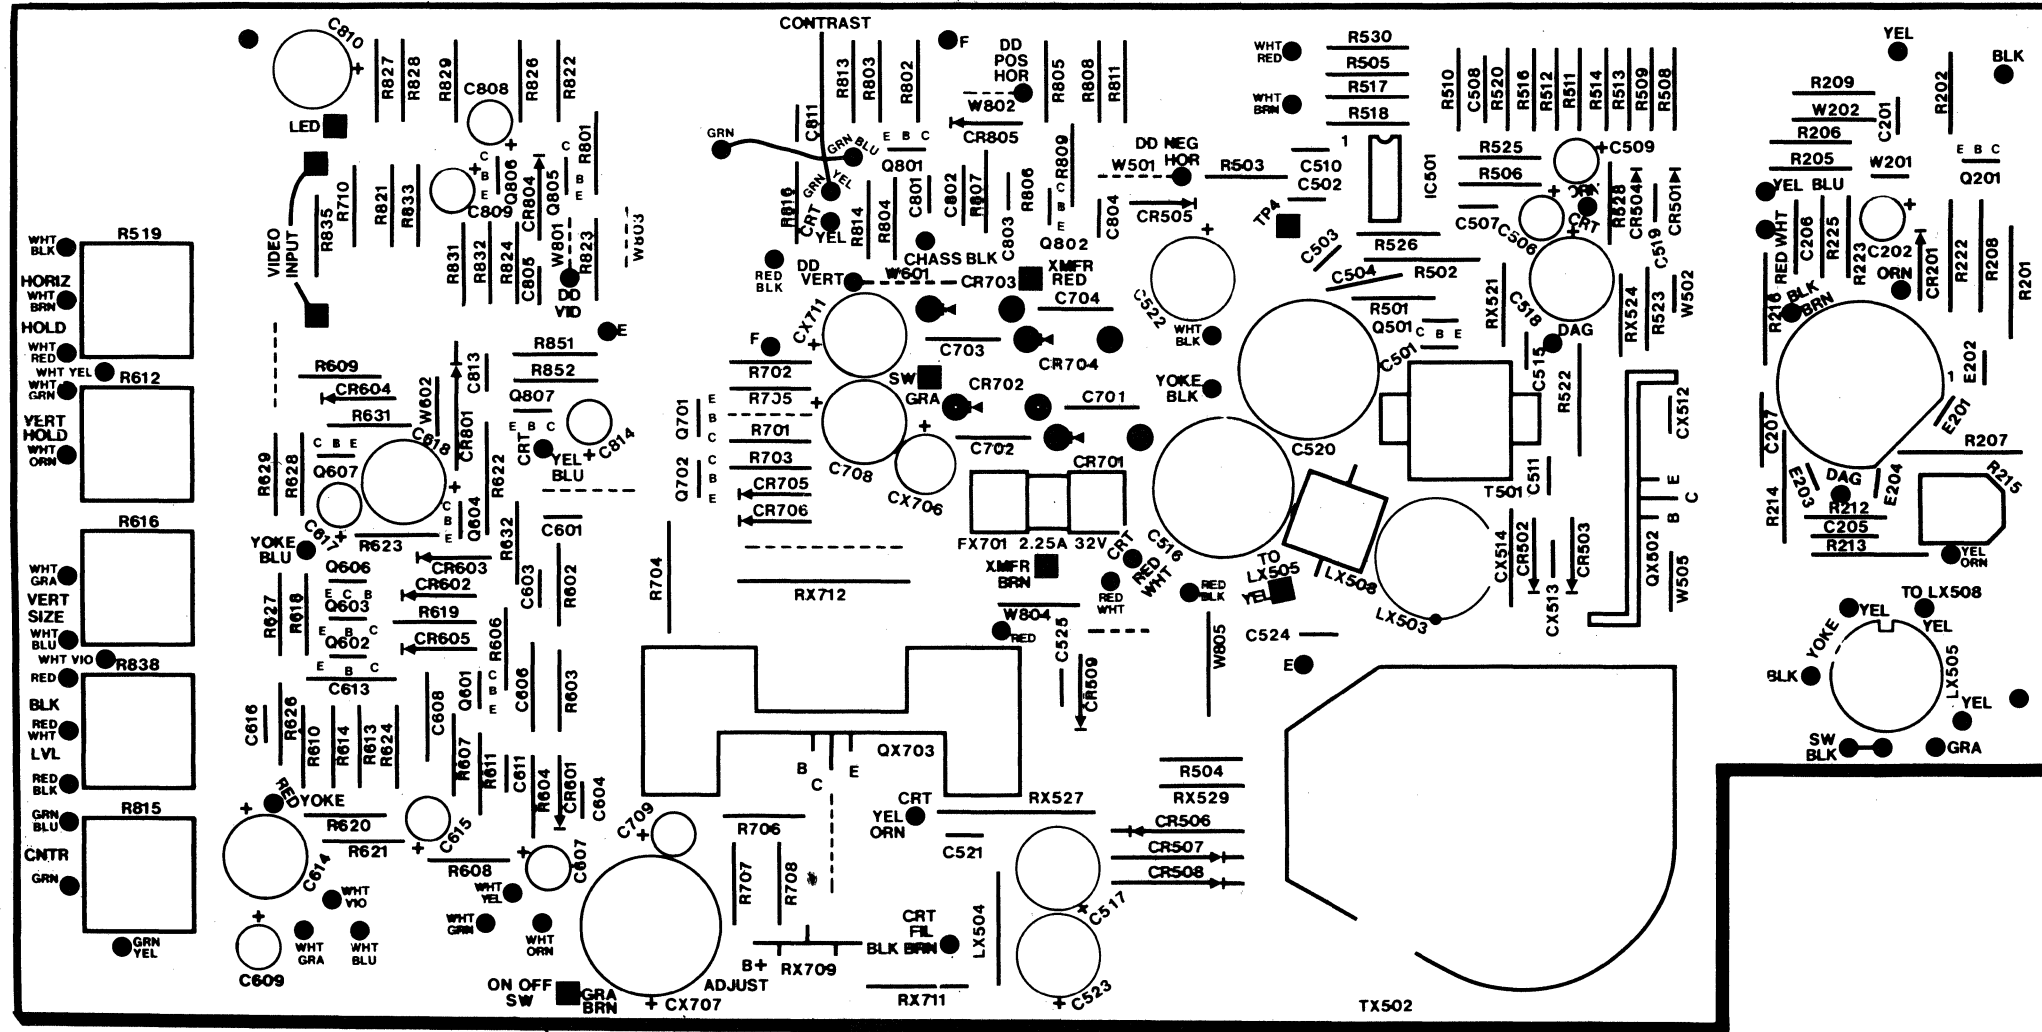 CONTRAST
C810
R827
R828
R829
C808
R826
R822
R813
R803
R802
F
DD
POS
HOR
R805
R808
R811
WHT
RED
R530
R505
R517
R518
WHT
BRN
R510
C508
R520
R516
R512
R511
R514
R513
R509
R508
YEL
BLK
R209
W202
R206
R205
C201
R202
LED
C811
W802
CR805
GRN
GRN BLU
E B C
Q801
R809
DD NEG
HOR
W501
R503
C510
C502
1
IC501
R525
R506
C509
W201
E B C
Q201
R801
C
B
E
Q806
CR804
Q805
C
B
E
C809
VIDEO
INPUT
R835
R710
R821
R833
R831
R832
R824
C805
W801
R823
W803
DD
VID
R816
GRN
YEL
CRT
YEL
R814
R804
C801
C802
R807
R806
C803
C
B
E
Q802
C804
CR505
TP4
C503
C504
R526
R502
R501
C507
C506
ORN
CRT
R528
CR504
C519
CR501
YEL BLU
RED WHT
C206
R225
R223
C202
ORN
CR201
R222
R208
R201
WHT
BLK
R519
HORIZ
WHT
BRN
HOLD
WHT
RED
WHT YEL
WHT
GRN
RED
BLK
DD
VERT
CHASS BLK
W601
CR703
XMFR
RED
C704
C522
WHT
BLK
Q501
C B E
RX521
C518
C515
DAG
R522
RX524
R523
W502
R216
BLK
BRN
E
CX711
F
R702
C703
CR704
YOKE
BLK
C501
E202
1
E201
R609
CR604
R631
W602
C813
CR801
R851
R852
Q807
E B C
SW
GRA
CR702
C701
R705
R701
R703
CR705
CR706
Q701
E
B
C
Q702
C
B
E
R612
VERT
HOLD
WHT
ORN
R629
R628
C B E
Q607
C618
R622
CRT
YEL
BLU
C814
C708
CX706
C702
CR701
C520
T501
C511
CX512
E
C
B
C207
R207
DAG
E203
E204
R215
R214
R212
C205
R213
YEL
ORN
R616
C617
YOKE
BLU
R623
C
B
E
Q604
R632
C601
CR603
CR602
Q606
E C B
Q603
E B C
Q602
E B C
R619
CR605
C603
R602
R606
R704
RX712
FX701 2.25A 32V
XMFR
BRN
CRT
RED
WHT
C516
TO
LX505
YEL
RED
WHT
RED
BLK
LX508
LX503
CX514
CR502
CX513
CR503
QX502
W505
TO LX508
YEL
YEL
YOKE
BLK
LX505
YEL
SW
BLK
GRA
WHT
GRA
VERT
SIZE
WHT
BLU
WHT VIO
R627
R618
W804
RED
C525
CR509
W805
C524
E
R838
RED
BLK
RED
WHT
LVL
RED
BLK
C613
C616
R626
R610
R614
R613
R624
C608
Q601
C
B
E
C606
R603
R607
R611
C611
R604
CR601
C604
B
C
E
QX703
R504
RX529
R815
GRN
BLU
CNTR
GRN
GRN
YEL
RED
YOKE
R620
R621
C615
C614
R608
C607
C709
R706
R707
R708
CRT
YEL
ORN
RX527
C521
CR506
CR507
CR508
WHT
VIO
WHT
GRA
WHT
BLU
C609
WHT
YEL
WHT
GRN
WHT
ORN
ON OFF
SW
GRA
BRN
CX707
B+
ADJUST
RX709
CRT
FIL
BLK BRN
RX711
LX504
C517
C523
TX502